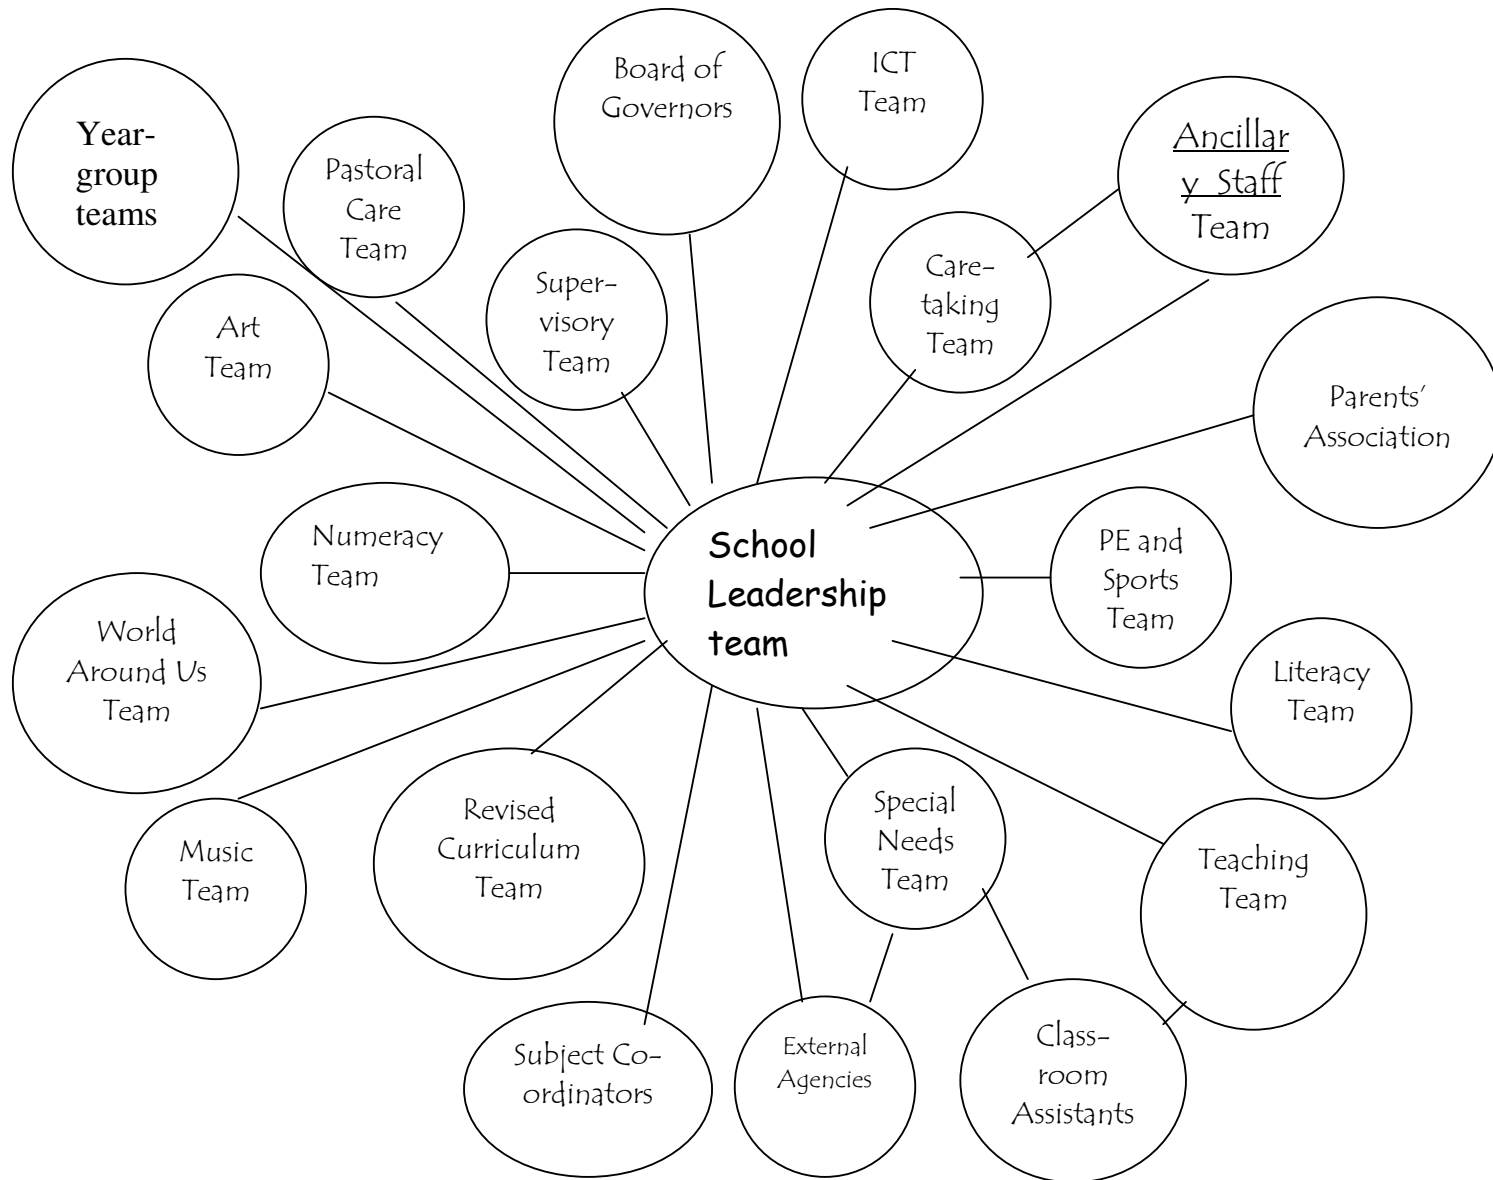 Board of
Governors
ICT
Team
Year-
group
teams
Pastoral
Care
Team
Ancillar
y Staff
Team
Super-
visory
Team
Care-
taking
Team
Art
Team
Parents'
Association
Numeracy
Team
School
Leadership
team
PE and
Sports
Team
World
Around Us
Team
Literacy
Team
Music
Team
Revised
Curriculum
Team
Special
Needs
Team
Teaching
Team
Subject Co-
ordinators
External
Agencies
Class-
room
Assistants